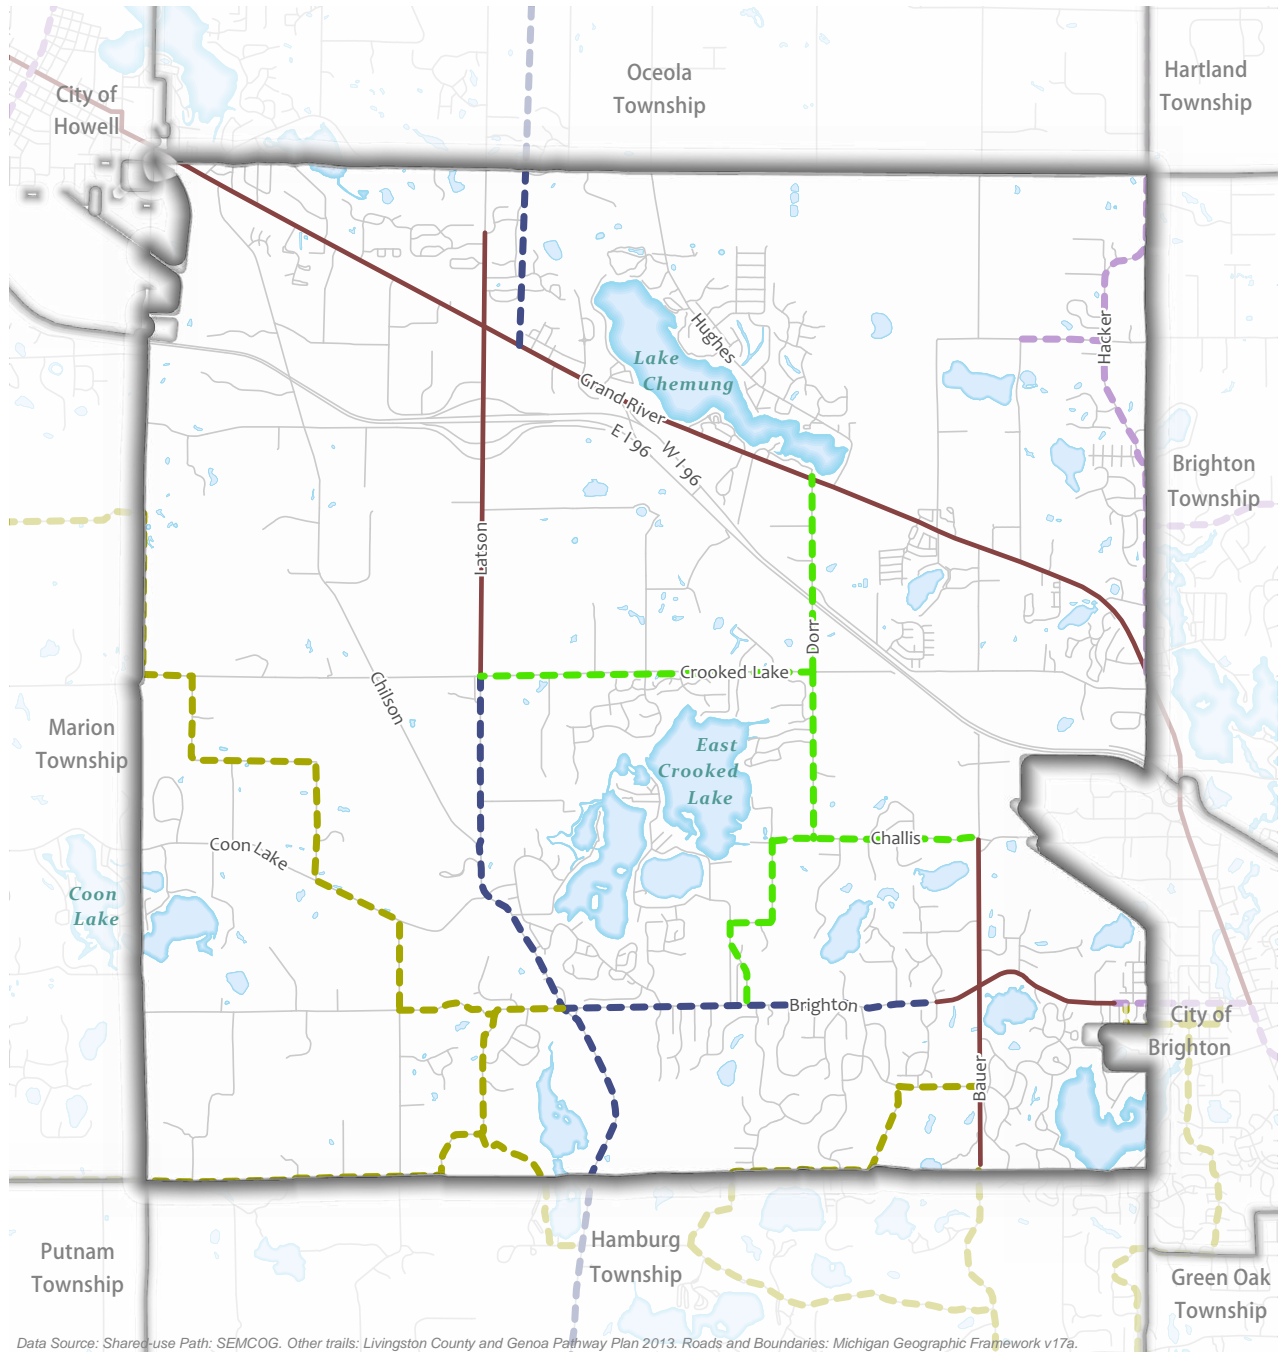 Oceola
Township
Hartland
Township
City of
Howell
Hughes
Hacker
Lake
Chemung
Grand River
E I 96
W I 96
Brighton
Township
Latson
Dorr
Crooked Lake
Chilson
Marion
Township
East
Crooked
Lake
Challis
Coon Lake
Coon
Lake
Brighton
City of
Brighton
Bauer
Putnam
Township
Hamburg
Township
Green Oak
Township
Data Source: Shared-use Path: SEMCOG. Other trails: Livingston County and Genoa Pathway Plan 2013. Roads and Boundaries: Michigan Geographic Framework v17a.